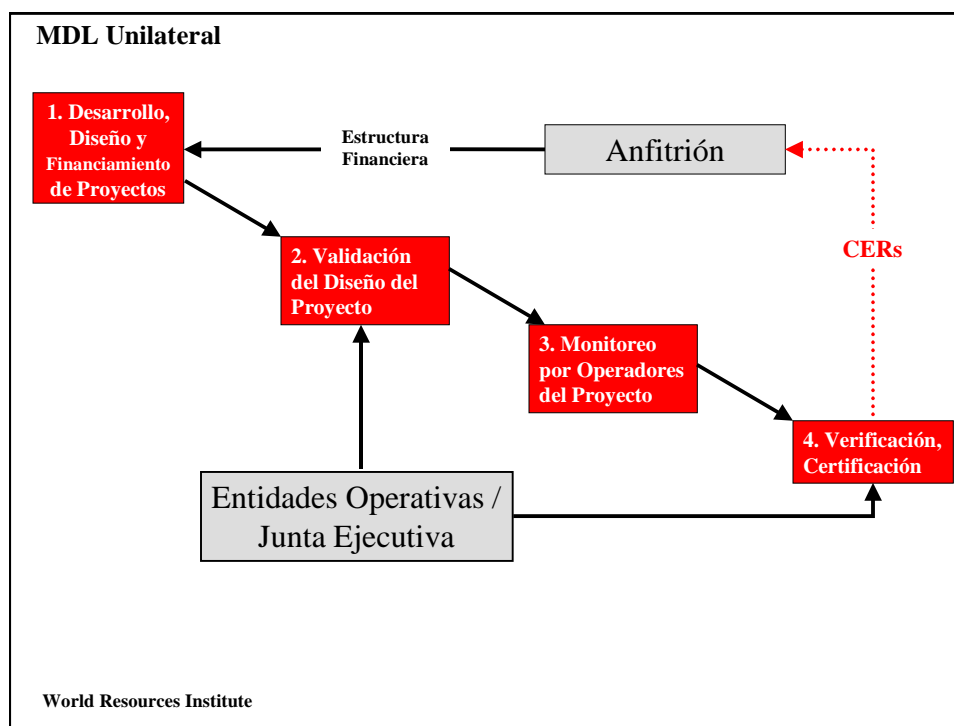 MDL Unilateral
1. Desarrollo,
Diseño y
Financiamiento
de Proyectos
Estructura
Financiera
Anfitrión
2. Validación
del Diseño del
Proyecto
CERs
3. Monitoreo
por Operadores
del Proyecto
4. Verificación,
Certificación
Entidades Operativas /
Junta Ejecutiva
World Resources Institute